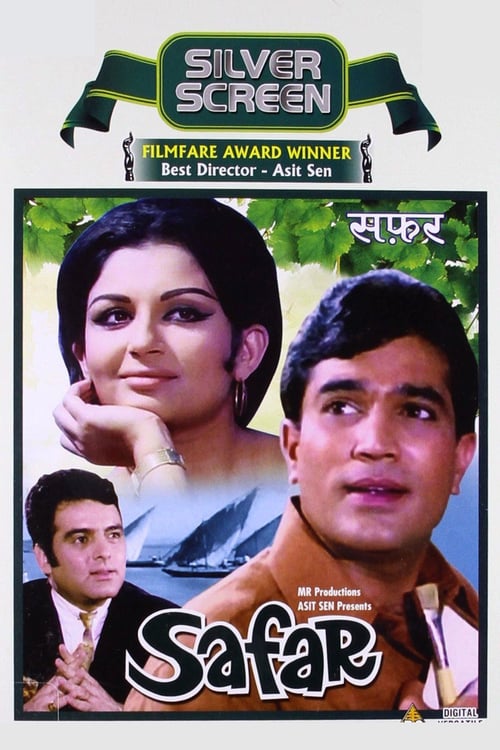 SILVER
SCREEN
FILMFARE AWARD WINNER
Best Director - Asit Sen
सफ़र
MR Productions
ASIT SEN Presents
Safar
DIGITAL